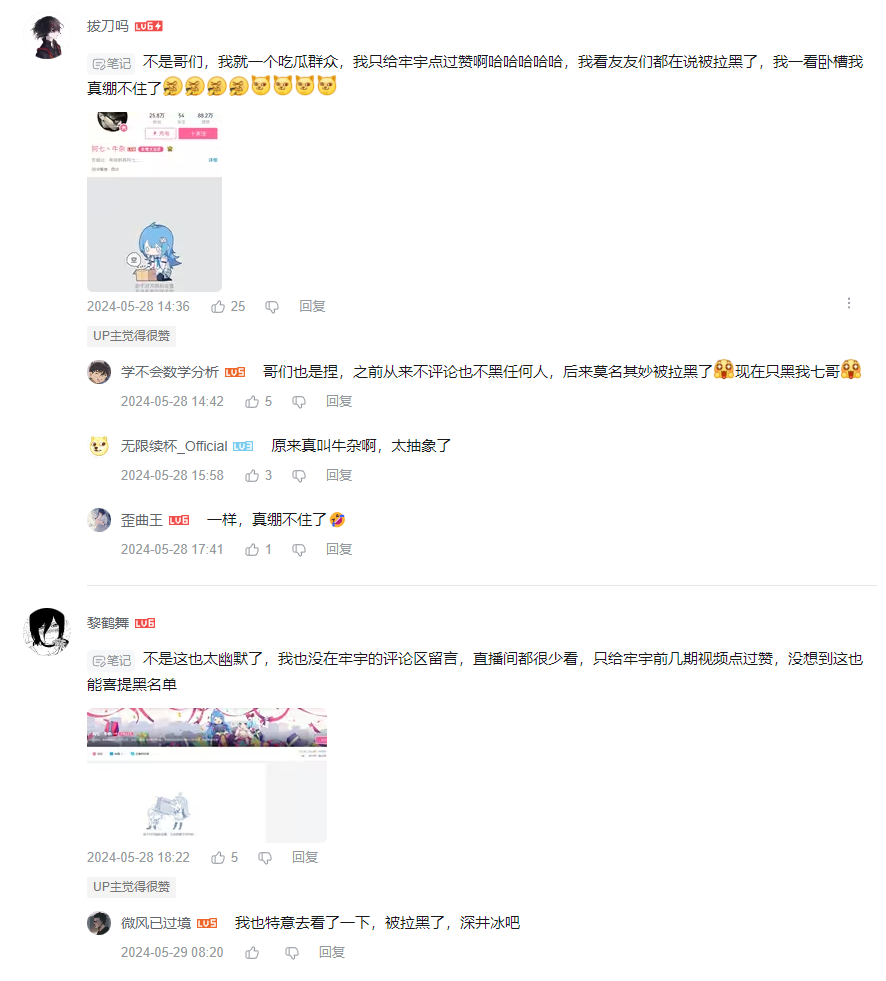 拔刀吗 LV6
笔记 不是哥们，我就一个吃瓜群众，我只给牢宇点过赞啊哈哈哈哈哈，我看友友们都在说被拉黑了，我一看卧槽我
真绷不住了
25.8万 54 88.2万
2024-05-28 14:36 25 回复
UP主觉得很赞
学不会数学分析 LV5 哥们也是捏，之前从来不评论也不黑任何人，后来莫名其妙被拉黑了现在只黑我七哥
2024-05-28 14:42 5 回复
无限续杯_Official LV3 原来真叫牛杂啊，太抽象了
2024-05-28 15:58 3 回复
歪曲王 LV6 一样，真绷不住了🤣
2024-05-28 17:41 1 回复
黎鹤舞 LV6
笔记 不是这也太幽默了，我也没在牢宇的评论区留言，直播间都很少看，只给牢宇前几期视频点过赞，没想到这也
能喜提黑名单
2024-05-28 18:22 5 回复
UP主觉得很赞
微风已过境 LV5 我也特意去看了一下，被拉黑了，深井冰吧
2024-05-29 08:20 回复